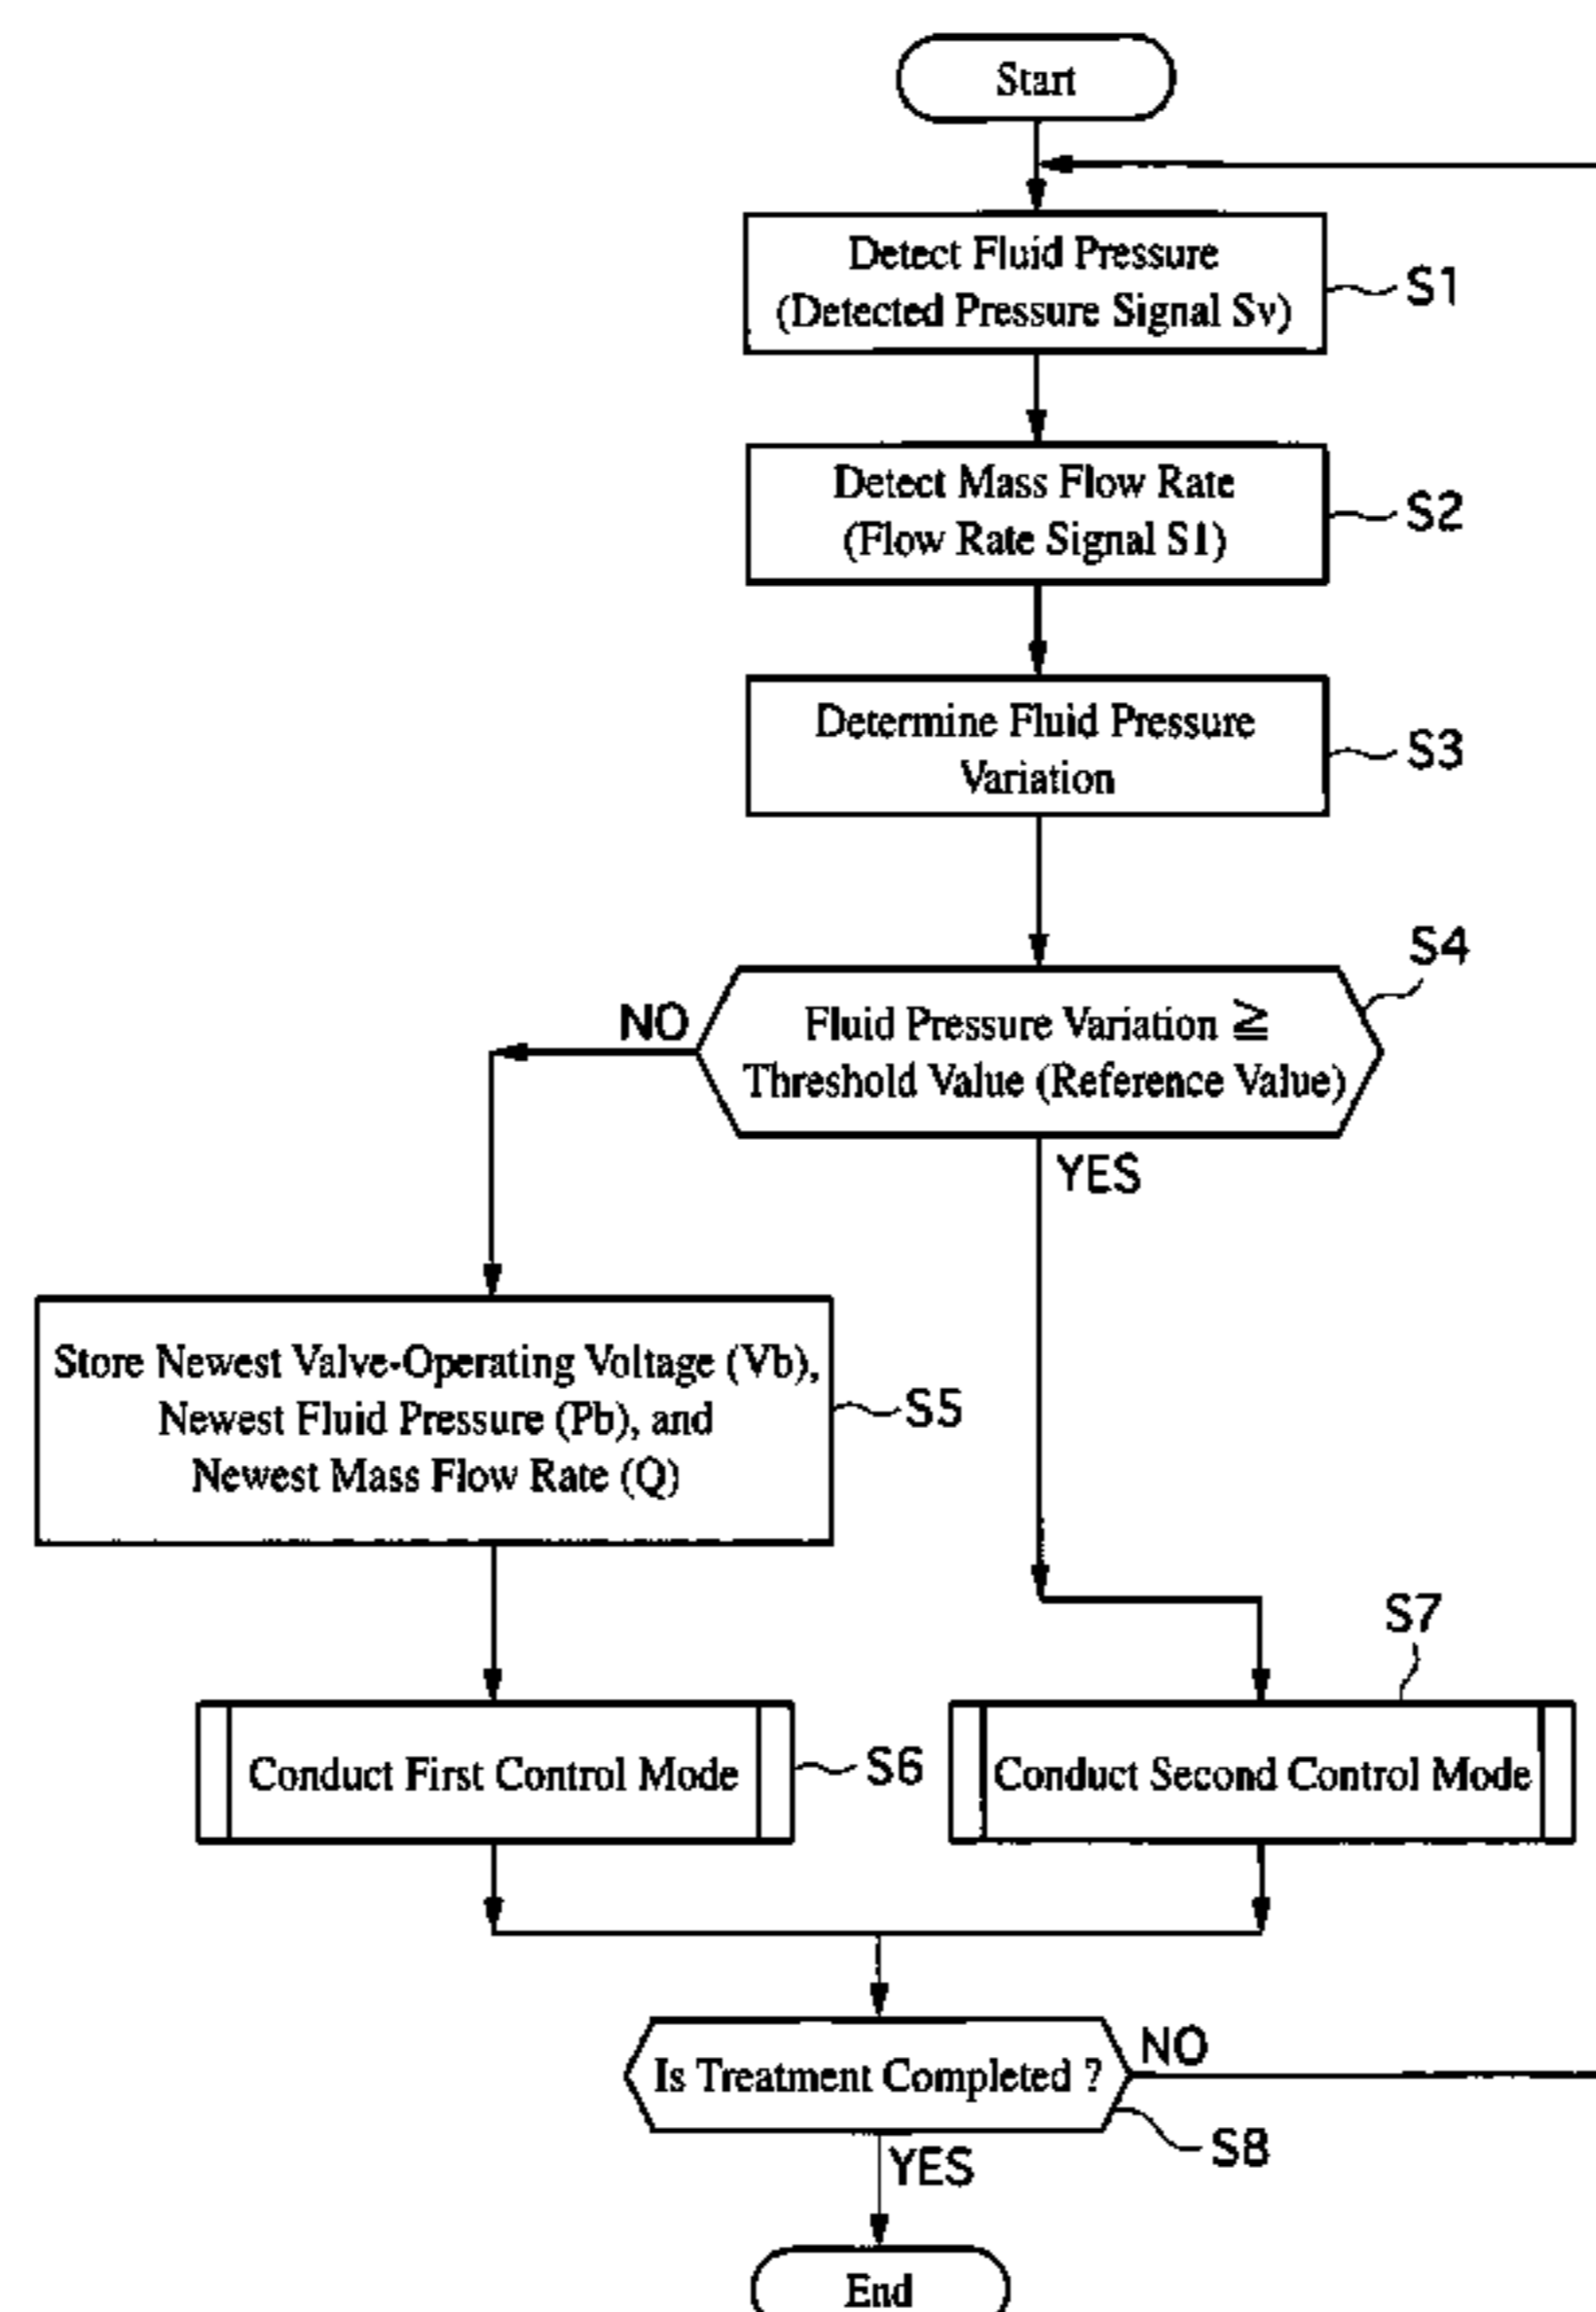 Start
Detect Fluid Pressure
(Detected Pressure Signal Sv)
S1
Detect Mass Flow Rate
(Flow Rate Signal S1)
S2
Determine Fluid Pressure
Variation
S3
S4
NO
Fluid Pressure Variation ≧
Threshold Value (Reference Value)
YES
Store Newest Valve-Operating Voltage (Vb),
Newest Fluid Pressure (Pb), and
Newest Mass Flow Rate (Q)
S5
S7
Conduct First Control Mode
S6
Conduct Second Control Mode
Is Treatment Completed ?
NO
S8
YES
End